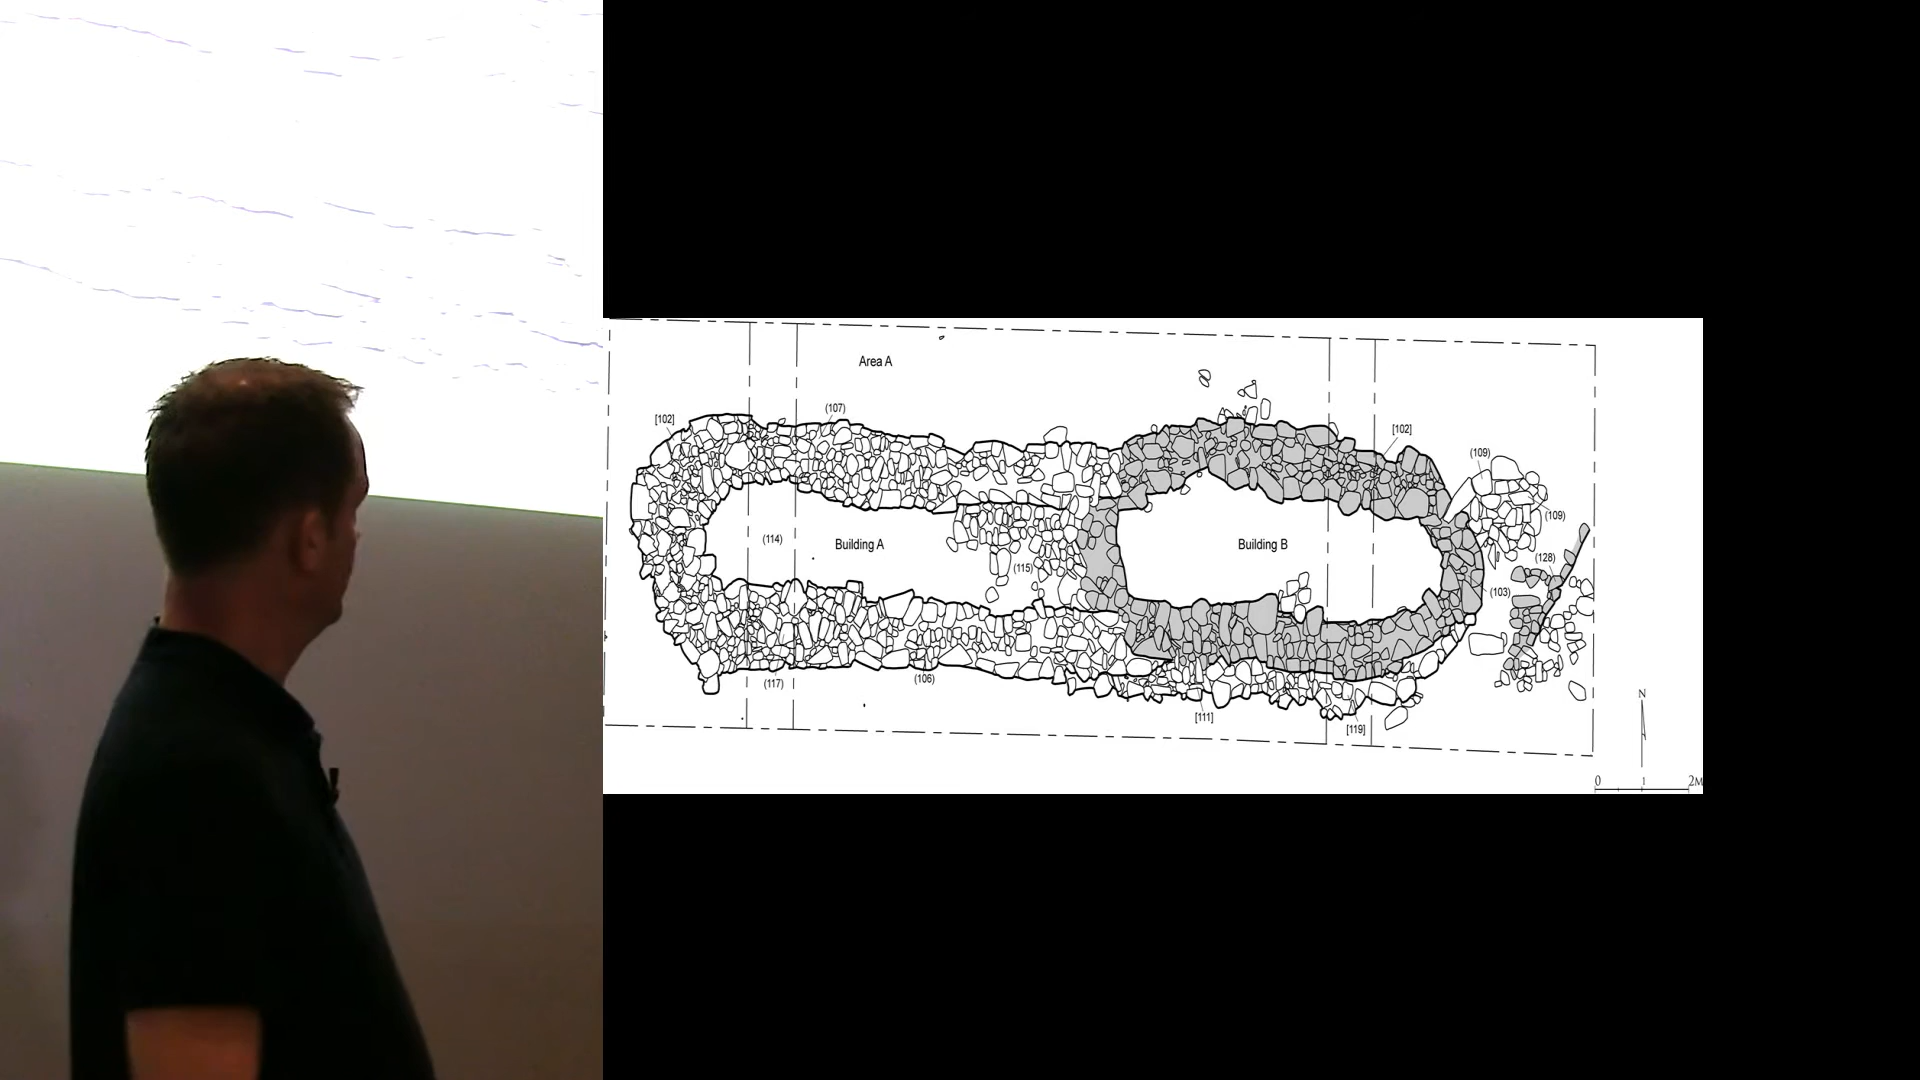 Area A
(107)
[102]
[102]
(109)
(109)
(114)
Building A
Building B
(128)
(115)
(103)
(117)
(106)
[111]
[119]
N
0 1 2M